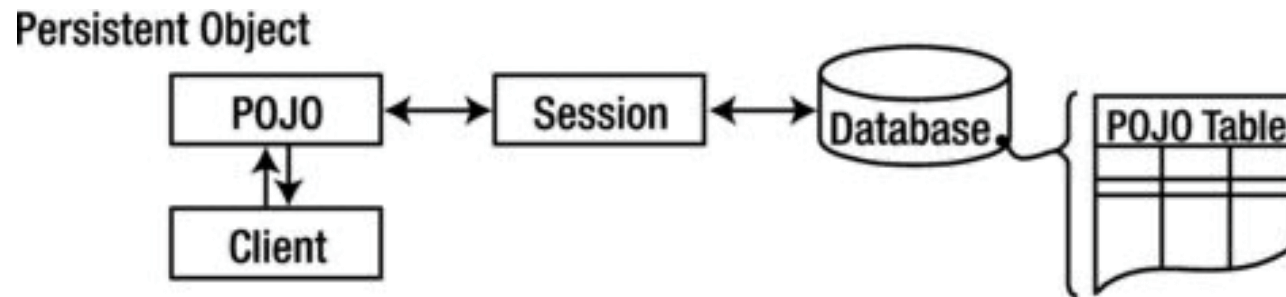 Persistent Object
POJO
Session
Database
POJO Table
Client